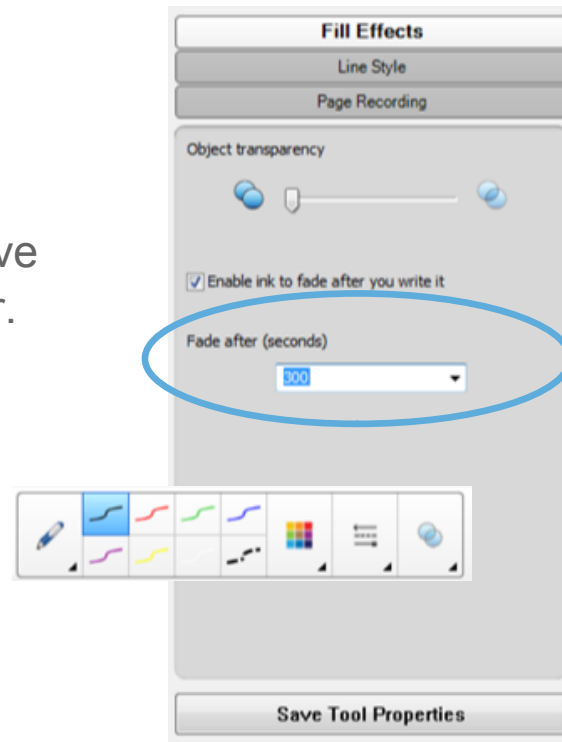 Fill Effects
Line Style
Page Recording
Object transparency
Enable ink to fade after you write it
Fade after (seconds)
300
Save Tool Properties